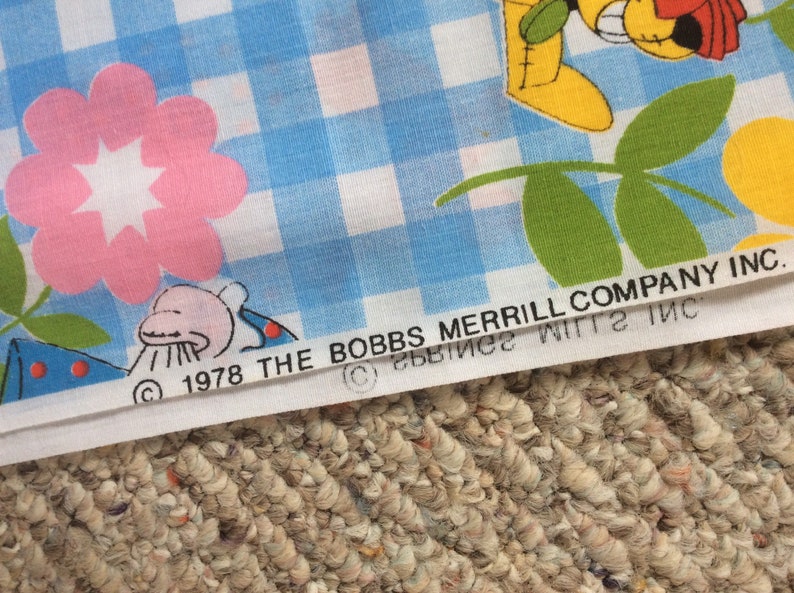 © 1978 THE BOBBS MERRILL COMPANY INC.
© SPRINGS MILLS INC.